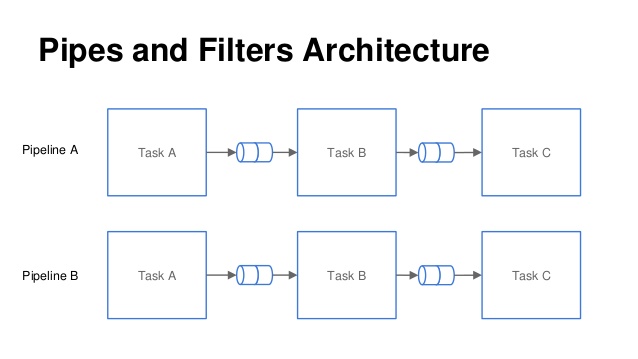 Pipes and Filters Architecture
Pipeline A
Task A
Task B
Task C
Pipeline B
Task A
Task B
Task C